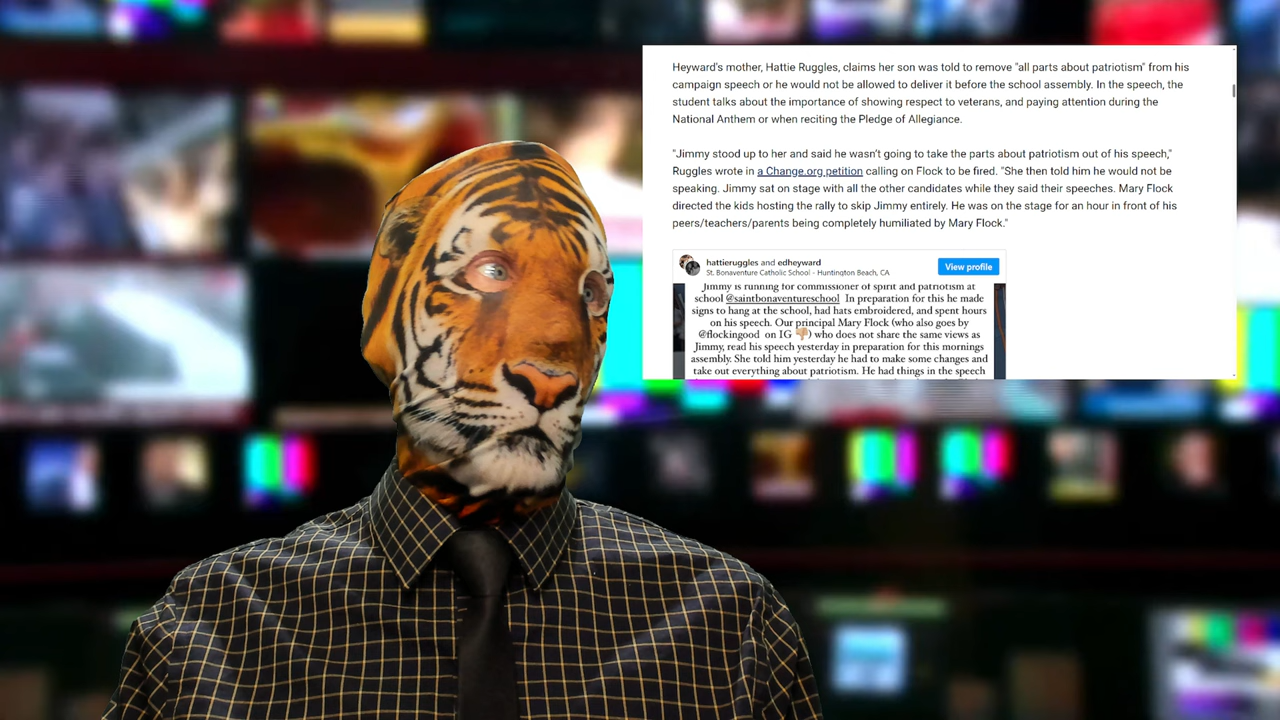 Heyward's mother, Hattie Ruggles, claims her son was told to remove "all parts about patriotism" from his
campaign speech or he would not be allowed to deliver it before the school assembly. In the speech, the
student talks about the importance of showing respect to veterans, and paying attention during the
National Anthem or when reciting the Pledge of Allegiance.
"Jimmy stood up to her and said he wasn't going to take the parts about patriotism out of his speech,"
Ruggles wrote in a Change.org petition calling on Flock to be fired. "She then told him he would not be
speaking. Jimmy sat on stage with all the other candidates while they said their speeches. Mary Flock
directed the kids hosting the rally to skip Jimmy entirely. He was on the stage for an hour in front of his
peers/teachers/parents being completely humiliated by Mary Flock."
hattieruggles and edheyward
St. Bonaventure Catholic School - Huntington Beach, CA
View profile
Jimmy is running for commissioner of spirit and patriotism at
school @saintbonaventureschool In preparation for this he made
signs to hang at the school, had hats embroidered, and spent hours
on his speech. Our principal Mary Flock (who also goes by
@flockingood on IG 👎🏼) who does not share the same views as
Jimmy, read his speech yesterday in preparation for this mornings
assembly. She told him yesterday he had to make some changes and
take out everything about patriotism. He had things in the speech